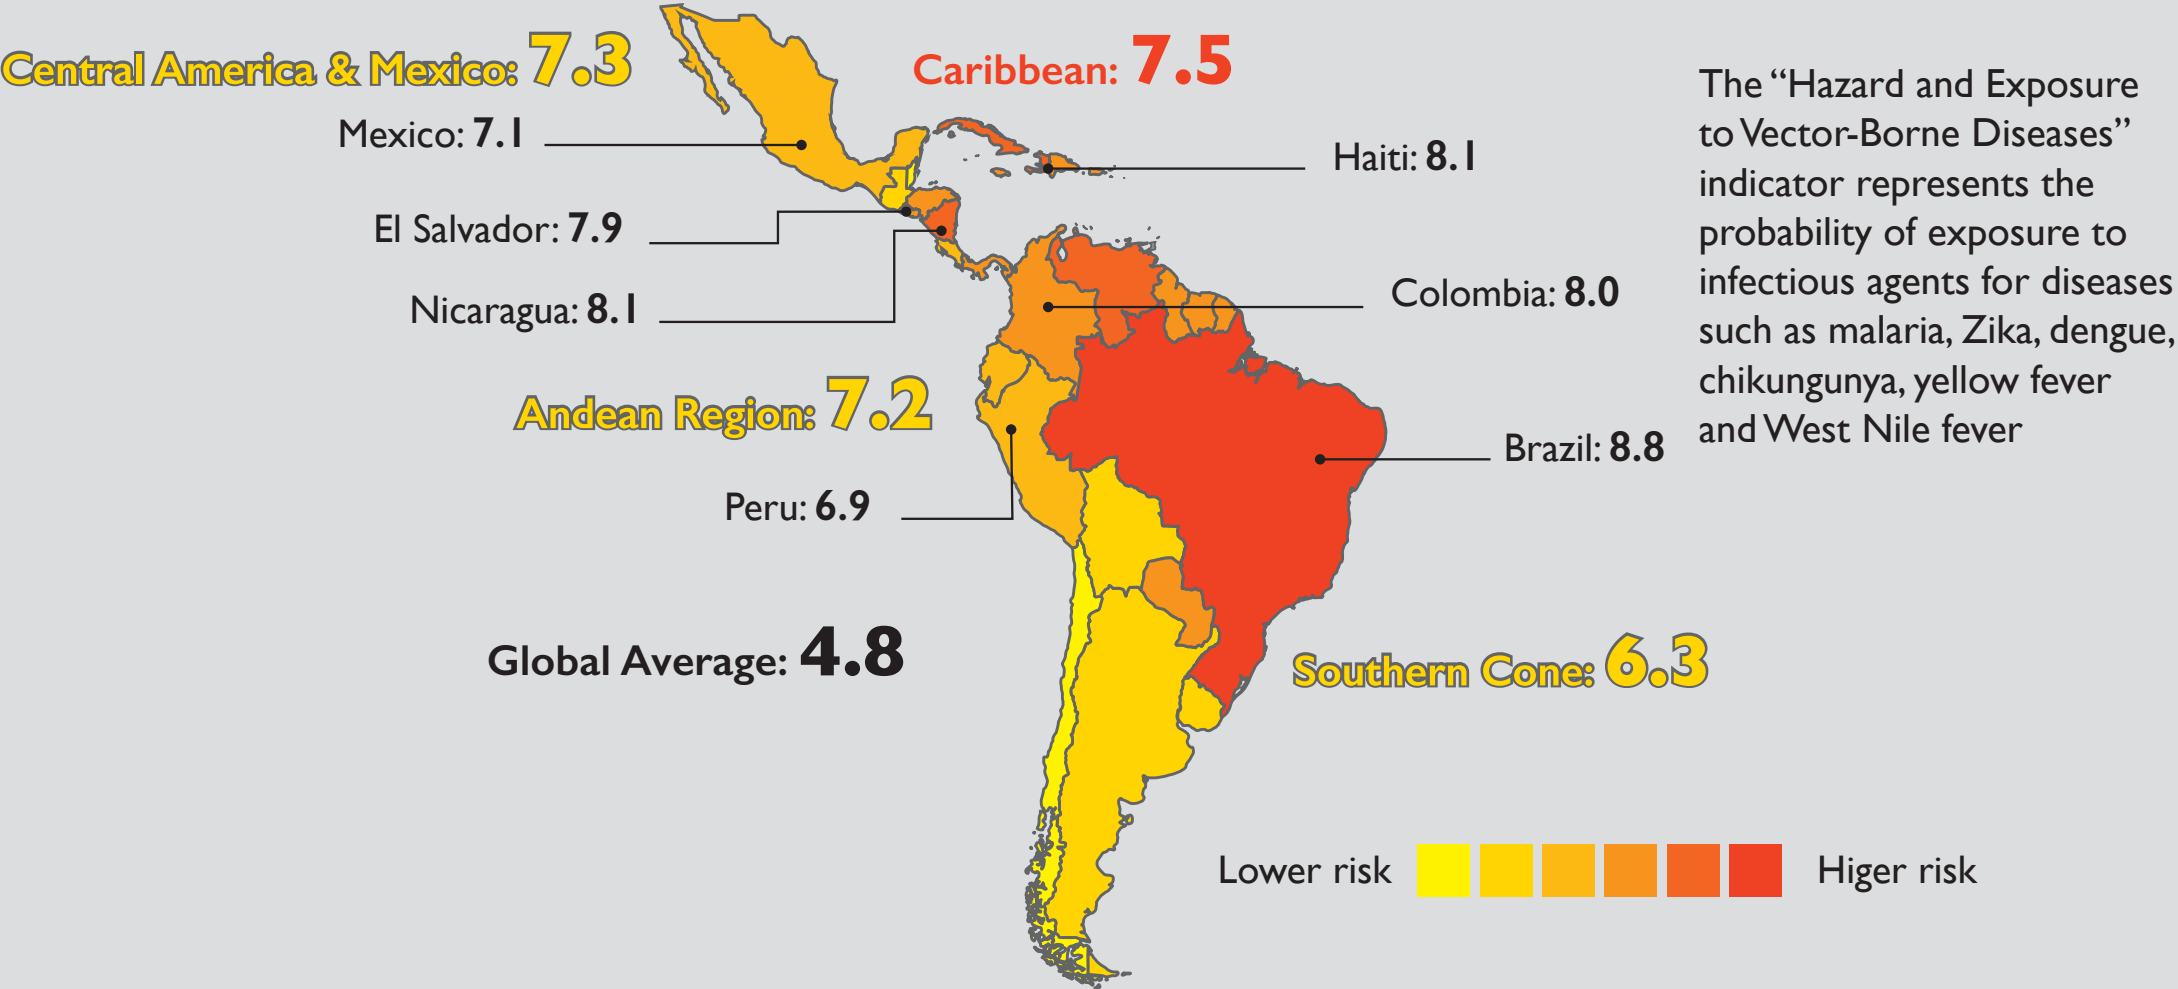 Central America & Mexico: 7.3
Caribbean: 7.5
Mexico: 7.1
Haiti: 8.1
El Salvador: 7.9
Nicaragua: 8.1
Colombia: 8.0
Andean Region: 7.2
Brazil: 8.8
Peru: 6.9
Global Average: 4.8
Southern Cone: 6.3
The “Hazard and Exposure
to Vector-Borne Diseases”
indicator represents the
probability of exposure to
infectious agents for diseases
such as malaria, Zika, dengue,
chikungunya, yellow fever
and West Nile fever
Lower risk
Higer risk